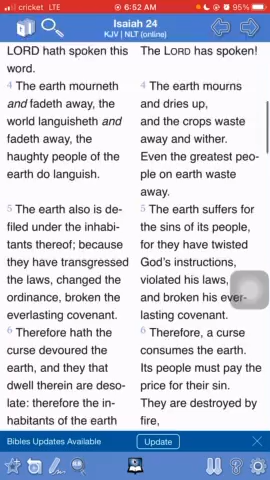 cricket LTE
6:52 AM
95%
Isaiah 24
KJV | NLT (online)
LORD hath spoken this
word.
4 The earth mourneth
and fadeth away, the
world languisheth and
fadeth away, the
haughty people of the
earth do languish.
5 The earth also is de-
filed under the inhabi-
tants thereof; because
they have transgressed
the laws, changed the
ordinance, broken the
everlasting covenant.
6 Therefore hath the
curse devoured the
earth, and they that
dwell therein are deso-
late: therefore the in-
habitants of the earth
The LORD has spoken!
4 The earth mourns
and dries up,
and the crops waste
away and wither.
Even the greatest peo-
ple on earth waste
away.
5 The earth suffers for
the sins of its people,
for they have twisted
God's instructions,
violated his laws,
and broken his ever-
lasting covenant.
6 Therefore, a curse
consumes the earth.
Its people must pay the
price for their sin.
They are destroyed by
fire,
Bibles Updates Available
Update